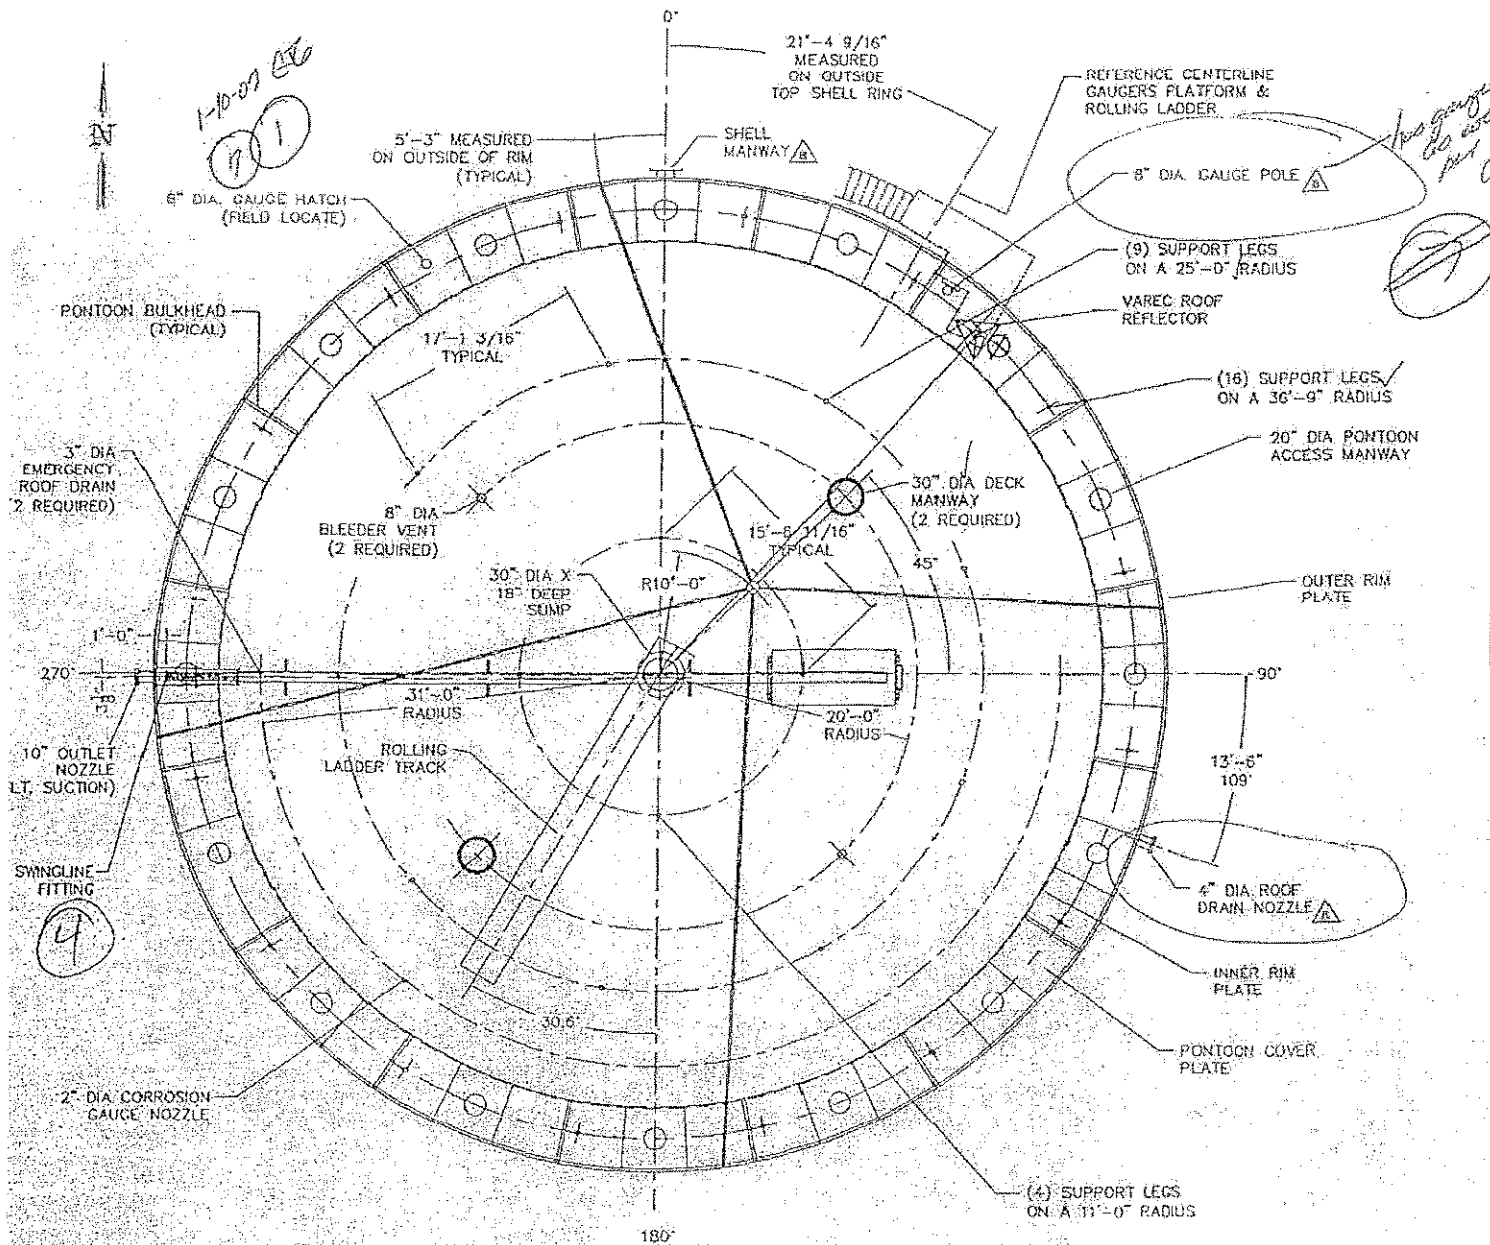 0°
21'-4 9/16"
MEASURED
ON OUTSIDE
TOP SHELL RING
REFERENCE CENTERLINE
GAUGERS PLATFORM &
ROLLING LADDER
N
1-10-07
17
1
5'-3" MEASURED
ON OUTSIDE OF RIM
(TYPICAL)
SHELL
MANWAY
has gauge
8" DIA. GAUGE POLE
8" DIA. GAUGE HATCH
(FIELD LOCATE)
(9) SUPPORT LEGS
ON A 25'-0" RADIUS
VAREC ROOF
REFLECTOR
PONTOON BULKHEAD
(TYPICAL)
17'-1 3/16"
TYPICAL
(16) SUPPORT LEGS
ON A 36'-9" RADIUS
20" DIA PONTOON
ACCESS MANWAY
3" DIA
EMERGENCY
ROOF DRAIN
2 REQUIRED)
8" DIA
BLEEDER VENT
(2 REQUIRED)
30" DIA DECK
MANWAY
(2 REQUIRED)
15'-6 11/16"
TYPICAL
45°
30" DIA X
18" DEEP
SUMP
R10'-0"
OUTER RIM
PLATE
1'-0"
270°
90°
31'-0"
RADIUS
20'-0"
RADIUS
10" OUTLET
NOZZLE
LT. SUCTION)
ROLLING
LADDER TRACK
13'-6"
109°
SWINGLINE
FITTING
4
4" DIA. ROOF
DRAIN NOZZLE
INNER RIM
PLATE
30.6°
PONTOON COVER
PLATE
2" DIA CORROSION
GAUGE NOZZLE
(4) SUPPORT LEGS
ON A 11'-0" RADIUS
180°